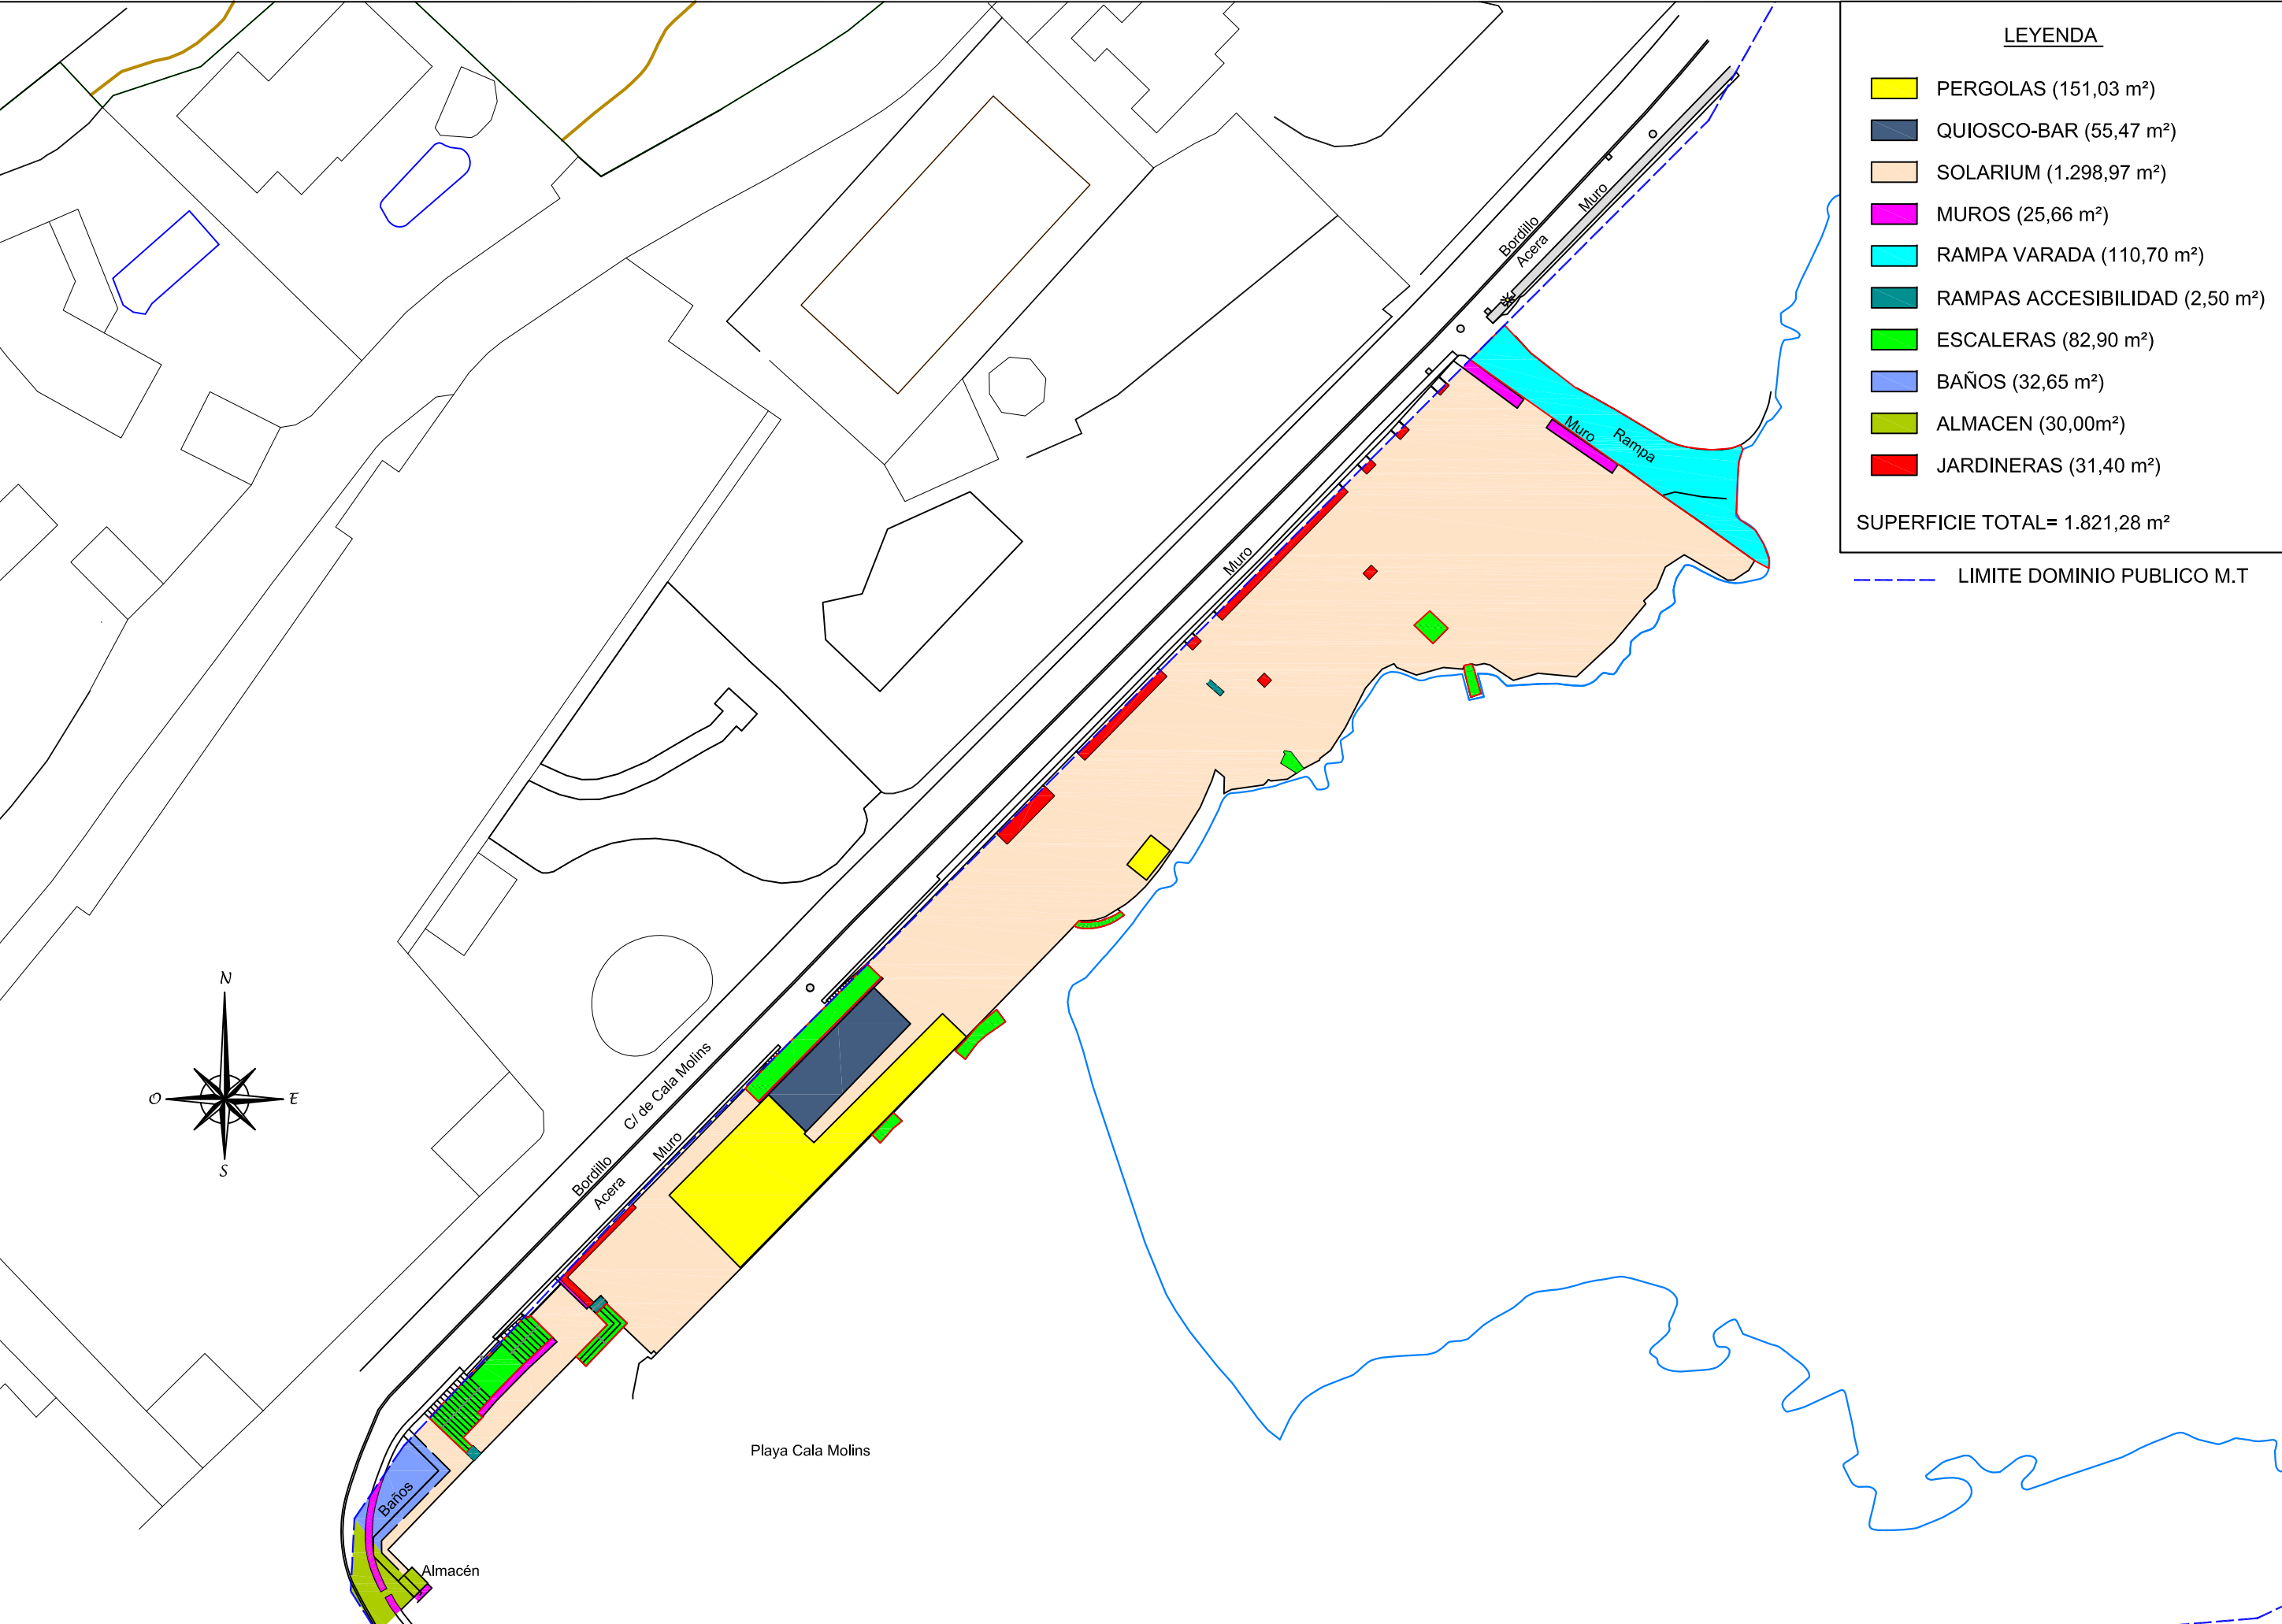 LEYENDA
PERGOLAS (151,03 m²)
QUIOSCO-BAR (55,47 m²)
SOLARIUM (1.298,97 m²)
MUROS (25,66 m²)
RAMPA VARADA (110,70 m²)
RAMPAS ACCESIBILIDAD (2,50 m²)
ESCALERAS (82,90 m²)
BAÑOS (32,65 m²)
ALMACEN (30,00m²)
JARDINERAS (31,40 m²)
SUPERFICIE TOTAL= 1.821,28 m²
LIMITE DOMINIO PUBLICO M.T
Muro
Bordillo
Acera
Muro
Rampa
Muro
C/ de Cala Molins
Muro
Bordillo
Acera
N
O
E
S
Playa Cala Molins
Baños
Almacén